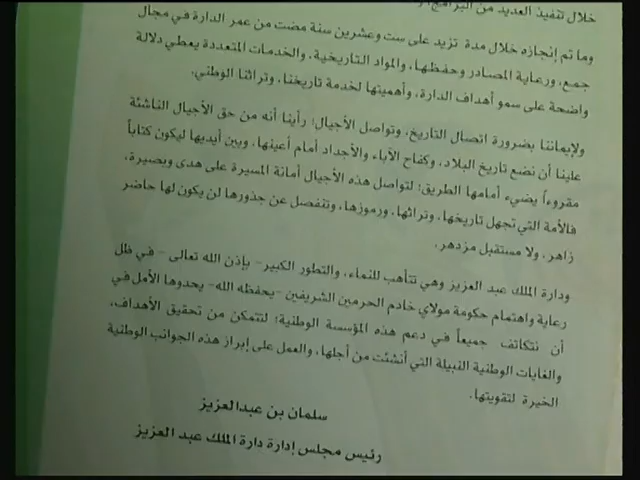 خلال تنفيذ العديد من البرامج
وما تم إنجازه خلال مدة تزيد على ست وعشرين سنة مضت من عمر الدارة في مجال
جمع، ورعاية المصادر وحفظها، والمواد التاريخية، والخدمات المتعددة يعطي دلالة
واضحة على سمو أهداف الدارة، وأهميتها لخدمة تاريخنا، وتراثنا الوطني.
ولإيماننا بضرورة اتصال التاريخ، وتواصل الأجيال؛ رأينا أنه من حق الأجيال الناشئة
علينا أن نضع تاريخ البلاد، وكفاح الآباء والأجداد أمام أعينها، وبين أيديها ليكون كتاباً
مقروءاً يضيء أمامها الطريق؛ لتواصل هذه الأجيال أمانة المسيرة على هدى وبصيرة،
فالأمة التي تجهل تاريخها، وتراثها، ورموزها، وتنفصل عن جذورها لن يكون لها حاضر
زاهر، ولا مستقبل مزدهر.
ودارة الملك عبد العزيز وهي تتأهب للنماء، والتطور الكبير- بإذن الله تعالى - في ظل
رعاية واهتمام حكومة مولاي خادم الحرمين الشريفين -يحفظه الله- يحدوها الأمل في
أن نتكاتف جميعاً في دعم هذه المؤسسة الوطنية؛ لتتمكن من تحقيق الأهداف،
والغايات الوطنية النبيلة التي أنشئت من أجلها، والعمل على إبراز هذه الجوانب الوطنية
الخيرة لتقويتها.
سلمان بن عبدالعزيز
رئيس مجلس إدارة دارة الملك عبد العزيز